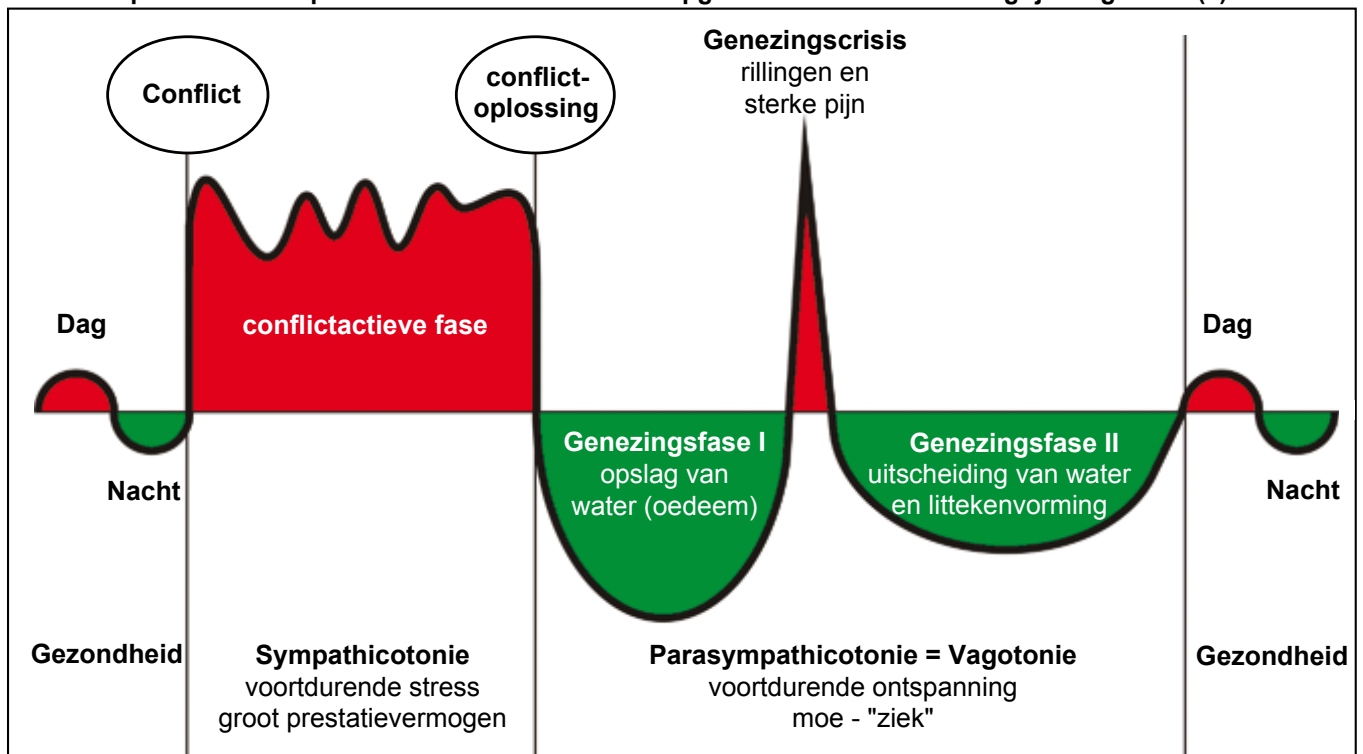 Genezingscrisis
rillingen en
sterke pijn
Conflict
conflict-
oplossing
Dag
conflictactieve fase
Dag
Genezingsfase I
opslag van
water (oedeem)
Genezingsfase II
uitscheiding van water
en littekenvorming
Nacht
Nacht
Gezondheid
Sympathicotonie
voortdurende stress
groot prestatievermogen
Parasympathicotonie = Vagotonie
voortdurende ontspanning
moe - "ziek"
Gezondheid